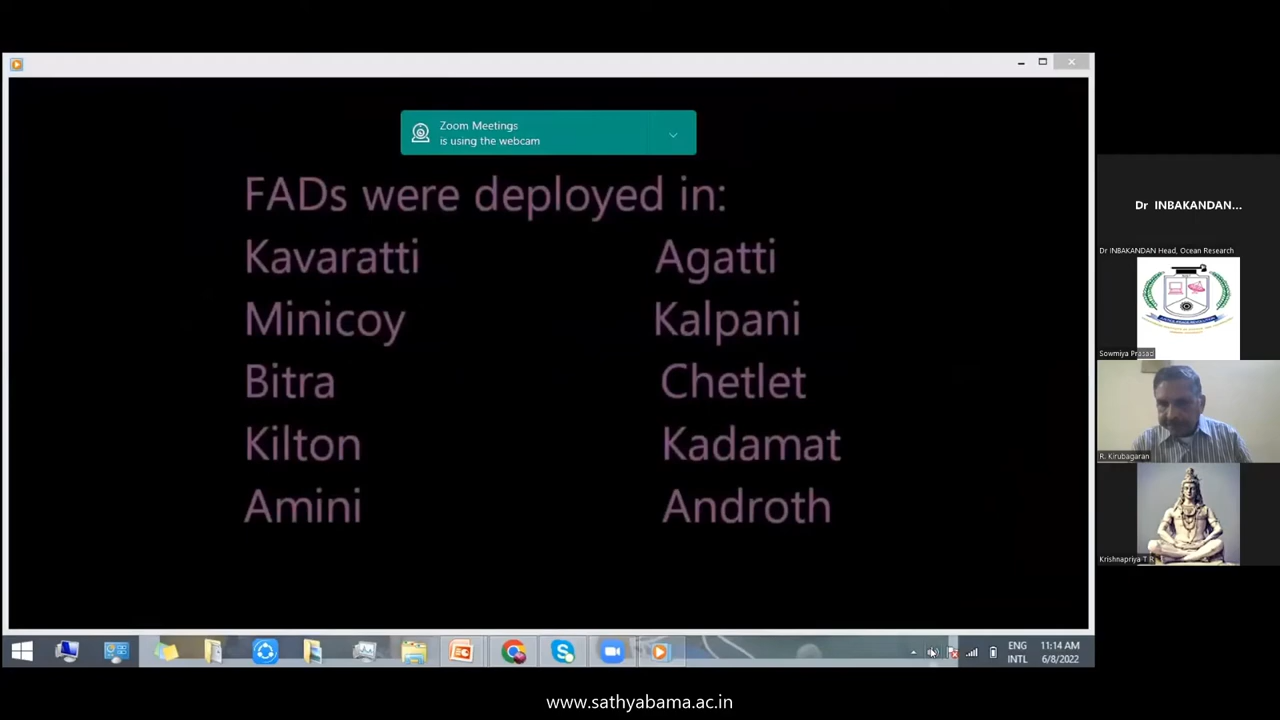 Zoom Meetings
is using the webcam
FADs were deployed in:
Kavaratti Agatti
Minicoy Kalpani
Bitra Chetlet
Kilton Kadamat
Amini Androth
Dr INBAKANDAN...
Dr INBAKANDAN Head, Ocean Research
Sowmiya Prasad
R. Kirubagaran
Krishnapriya T R
ENG 11:14 AM
INTL 6/8/2022
www.sathyabama.ac.in